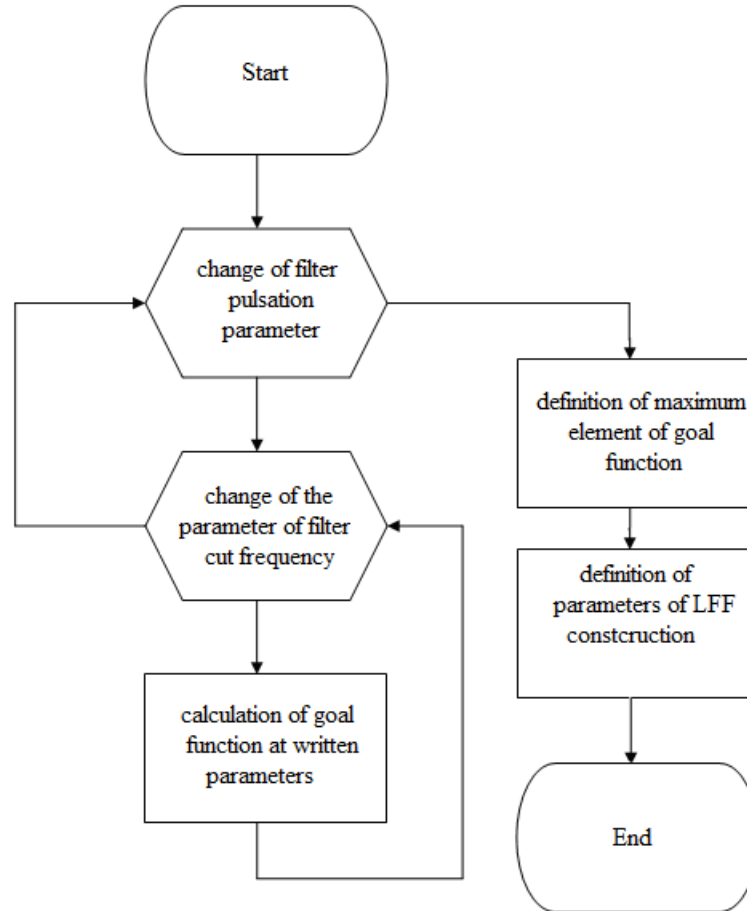 Start
change of filter
pulsation
parameter
change of the
parameter of filter
cut frequency
calculation of goal
function at written
parameters
definition of maximum
element of goal
function
definition of
parameters of LFF
constcruction
End